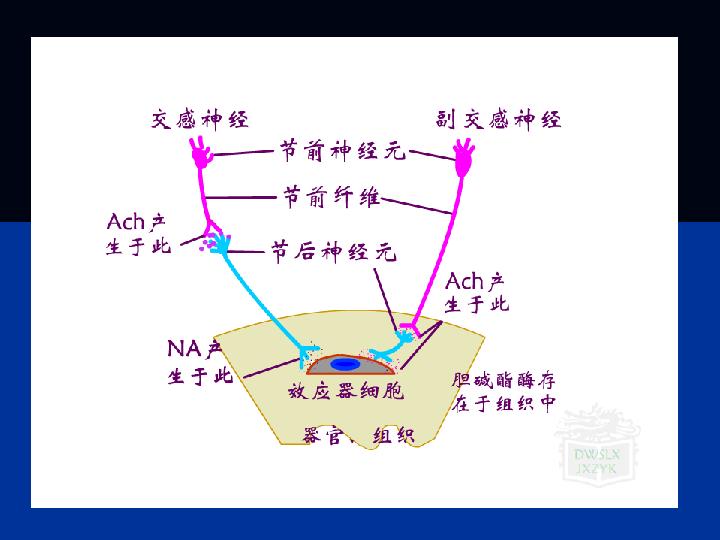 交感神经
副交感神经
节前神经元
节前纤维
Ach产
生于此
节后神经元
Ach产
生于此
NA产
生于此
效应器细胞
胆碱酯酶存
在于组织中
器官、组织
DWSLX
JXZYK